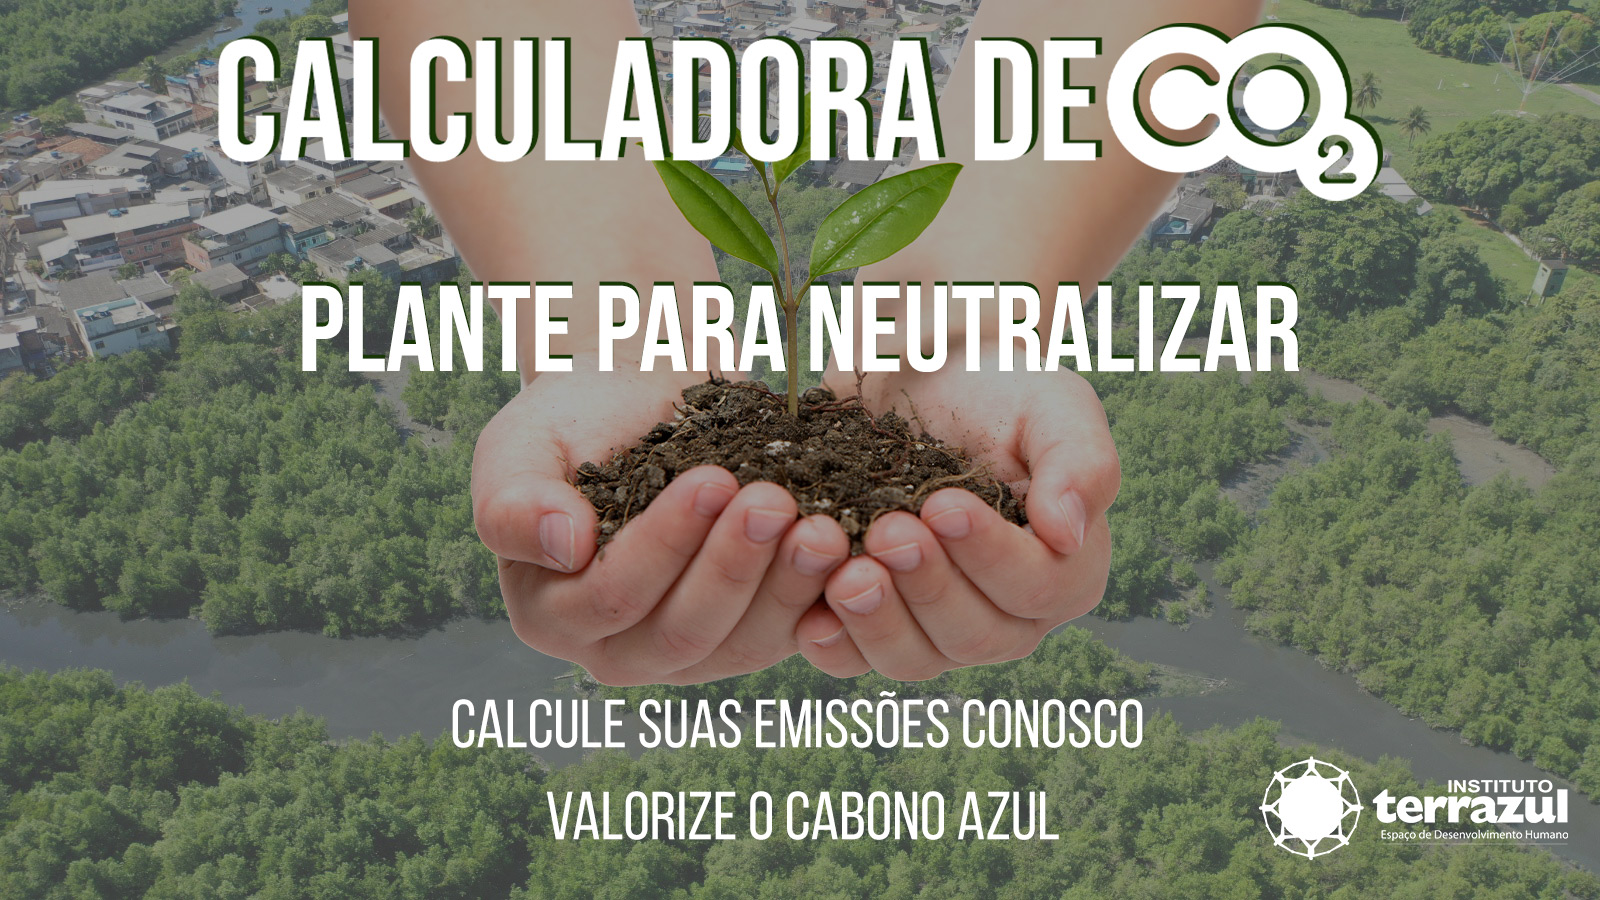 CALCULADORA DE CO2
PLANTE PARA NEUTRALIZAR
CALCULE SUAS EMISSÕES CONOSCO
VALORIZE O CABONO AZUL
INSTITUTO
terrazul
Espaço de Desenvolvimento Humano